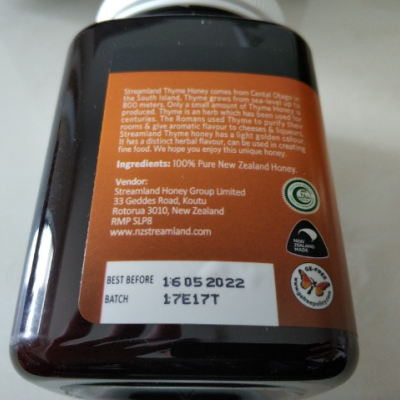 Streamland Thyme Honey comes from Cental Otago in
the South Island. Thyme grows from sea-level up to
800 meters. Only a small amount of Thyme Honey is
produced. Thyme is an herb which has been used for
centuries. The Romans used Thyme to purify their
rooms & give aromatic flavour to cheeses & liqueurs.
Streamland Thyme honey has a light golden colour.
It has a distinct herbal flavour, can be used in creating
fine food. We hope you enjoy this unique honey.
Ingredients: 100% Pure New Zealand Honey.
Vendor:
Streamland Honey Group Limited
33 Geddes Road, Koutu
Rotorua 3010, New Zealand
RMP SLP8
www.nzstreamland.com
NEW
ZEALAND
MADE
GE-FREE
BEST BEFORE 16 05 2022
BATCH 17E17T